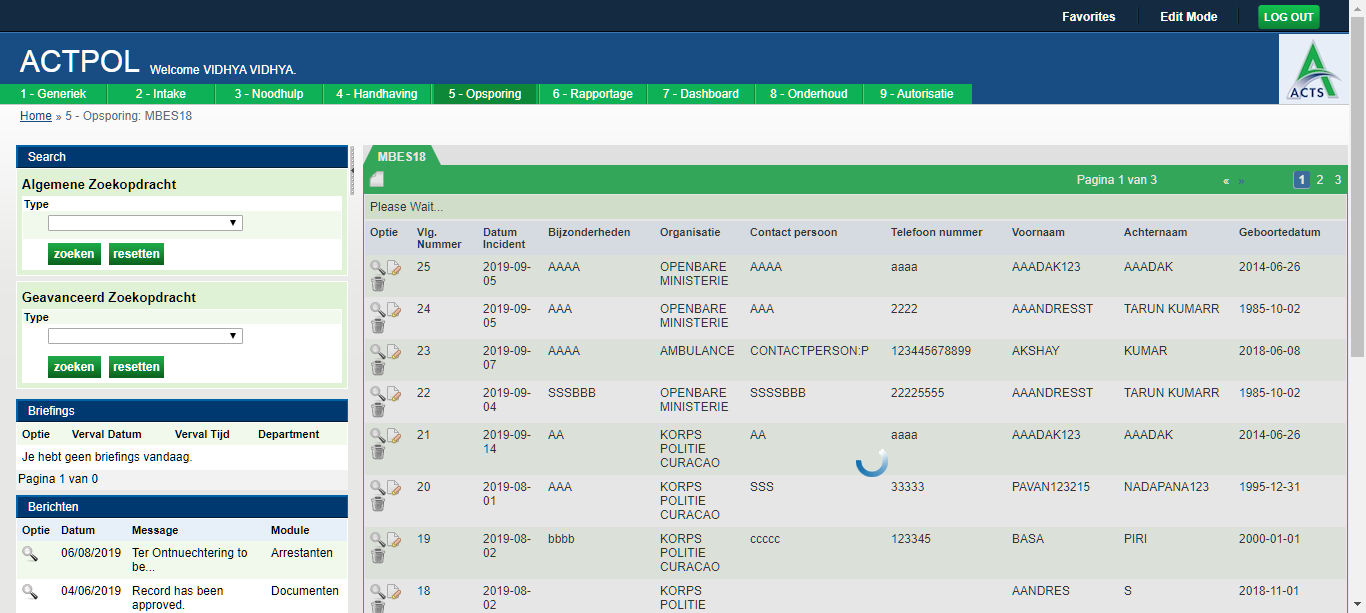 Favorites Edit Mode LOG OUT
ACTPOL Welcome VIDHYA VIDHYA.
ACTS
1 - Generiek 2 - Intake 3 - Noodhulp 4 - Handhaving 5 - Opsporing 6 - Rapportage 7 - Dashboard 8 - Onderhoud 9 - Autorisatie
Home » 5 - Opsporing: MBES18
Search
Algemene Zoekopdracht
Type
zoeken resetten
Geavanceerd Zoekopdracht
Type
zoeken resetten
Briefings
Optie Verval Datum Verval Tijd Department
Je hebt geen briefings vandaag.
Pagina 1 van 0
Berichten
Optie Datum Message Module
06/08/2019 Ter Ontnuechtering to Arrestanten
be...
04/06/2019 Record has been Documenten
approved.
MBES18
Pagina 1 van 3 « » 1 2 3
Please Wait...
Optie Vlg. Datum Bijzonderheden Organisatie Contact persoon Telefoon nummer Voornaam Achternaam Geboortedatum
Nummer Incident
25 2019-09- AAAA OPENBARE AAAA aaaa AAADAK123 AAADAK 2014-06-26
05 MINISTERIE
24 2019-09- AAA OPENBARE AAA 2222 AAANDRESST TARUN KUMARR 1985-10-02
05 MINISTERIE
23 2019-09- AAAA AMBULANCE CONTACTPERSON:P 123445678899 AKSHAY KUMAR 2018-06-08
07
22 2019-09- SSSBBB OPENBARE SSSSBBB 22225555 AAANDRESST TARUN KUMARR 1985-10-02
04 MINISTERIE
21 2019-09- AA KORPS AA aaaa AAADAK123 AAADAK 2014-06-26
14 POLITIE
CURACAO
20 2019-08- AAA KORPS SSS 33333 PAVAN123215 NADAPANA123 1995-12-31
01 POLITIE
CURACAO
19 2019-08- bbbb KORPS ccccc 123345 BASA PIRI 2000-01-01
02 POLITIE
CURACAO
18 2019-08- KORPS AANDRES S 2018-11-01
02 POLITIE